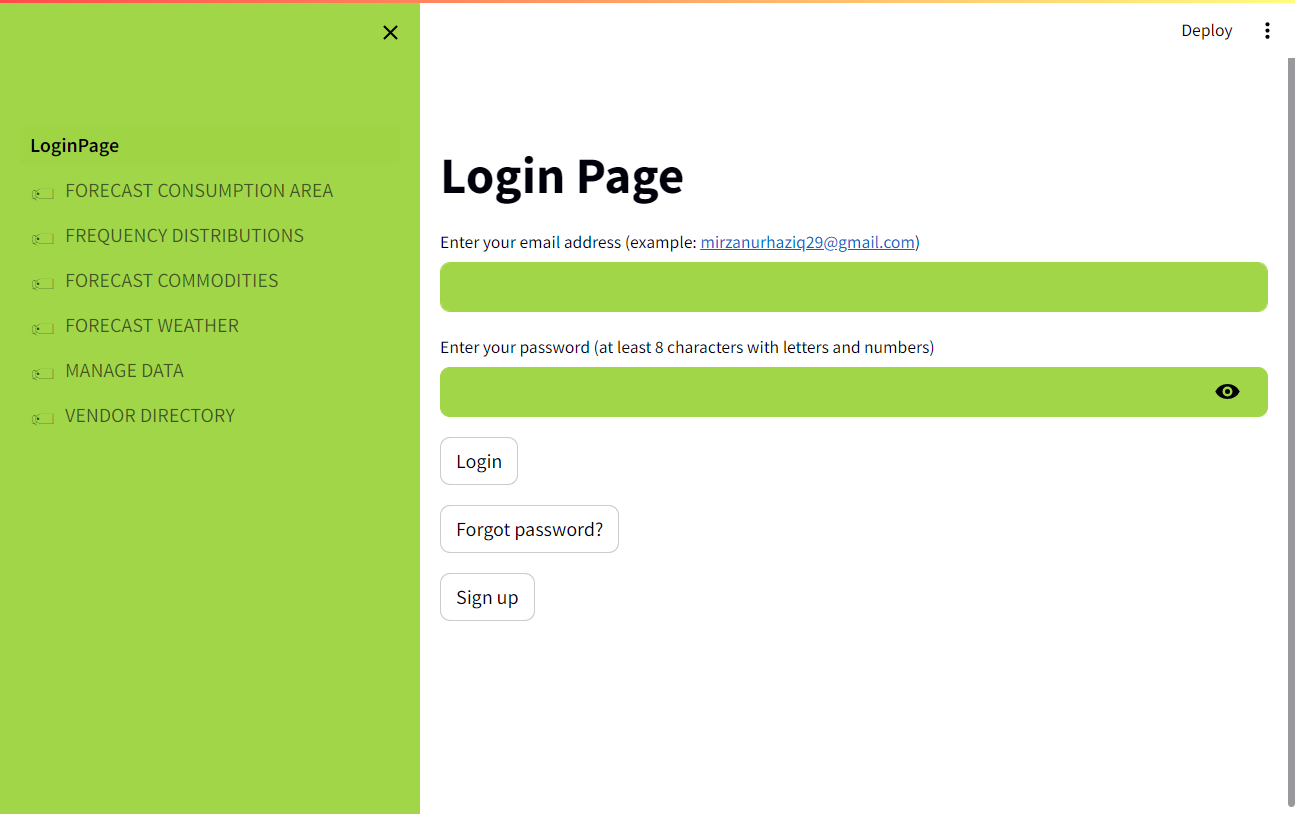 Deploy
LoginPage
FORECAST CONSUMPTION AREA
FREQUENCY DISTRIBUTIONS
FORECAST COMMODITIES
FORECAST WEATHER
MANAGE DATA
VENDOR DIRECTORY
Login Page
Enter your email address (example: mirzanurhaziq29@gmail.com)
Enter your password (at least 8 characters with letters and numbers)
Login
Forgot password?
Sign up